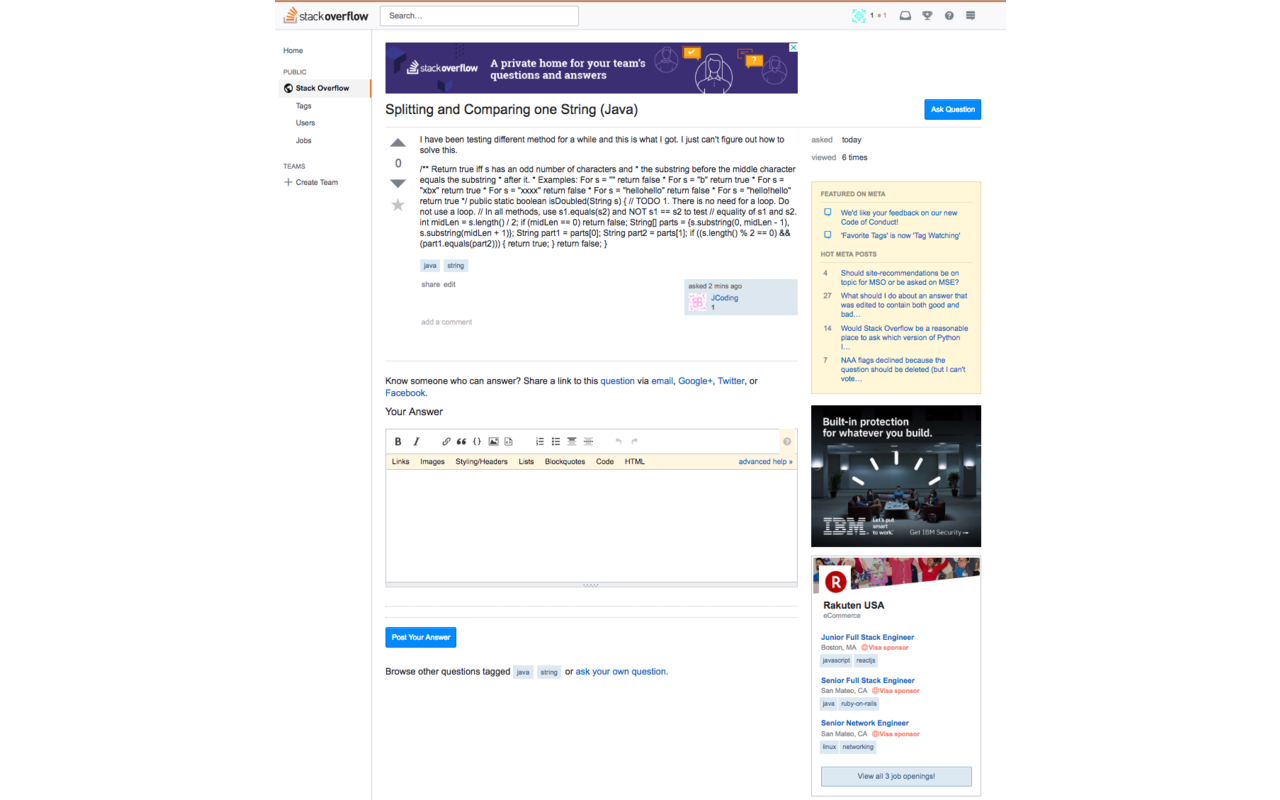 stackoverflow
Search...
1 1
Home
PUBLIC
Stack Overflow
Tags
Users
Jobs
TEAMS
Create Team
stackoverflow
A private home for your team's
questions and answers
Splitting and Comparing one String (Java)
Ask Question
0
I have been testing different method for a while and this is what I got. I just can't figure out how to
solve this.
/** Return true iff s has an odd number of characters and * the substring before the middle character
equals the substring * after it. * Examples: For s = "" return false * For s = "b" return true * For s =
"xbx" return true * For s = "xxxx" return false * For s = "hellohello" return false * For s = "hello!hello"
return true */ public static boolean isDoubled(String s) { // TODO 1. There is no need for a loop. Do
not use a loop. // In all methods, use s1.equals(s2) and NOT s1 == s2 to test // equality of s1 and s2.
int midLen = s.length() / 2; if (midLen == 0) return false; String[] parts = {s.substring(0, midLen - 1),
s.substring(midLen + 1)}; String part1 = parts[0]; String part2 = parts[1]; if ((s.length() % 2 == 0) &&
(part1.equals(part2))) { return true; } return false; }
java string
share edit
asked 2 mins ago
JCoding
1
add a comment
Know someone who can answer? Share a link to this question via email, Google+, Twitter, or
Facebook.
Your Answer
Links Images Styling/Headers Lists Blockquotes Code HTML advanced help »
Post Your Answer
Browse other questions tagged java string or ask your own question.
asked today
viewed 6 times
FEATURED ON META
We'd like your feedback on our new
Code of Conduct!
'Favorite Tags' is now 'Tag Watching'
HOT META POSTS
4 Should site-recommendations be on
topic for MSO or be asked on MSE?
27 What should I do about an answer that
was edited to contain both good and
bad...
14 Would Stack Overflow be a reasonable
place to ask which version of Python
I...
7 NAA flags declined because the
question should be deleted (but I can't
vote...
Built-in protection
for whatever you build.
IBM
Let's put
smart
to work.
Get IBM Security
R
Rakuten USA
eCommerce
Junior Full Stack Engineer
Boston, MA Visa sponsor
javascript reactjs
Senior Full Stack Engineer
San Mateo, CA Visa sponsor
java ruby-on-rails
Senior Network Engineer
San Mateo, CA Visa sponsor
linux networking
View all 3 job openings!